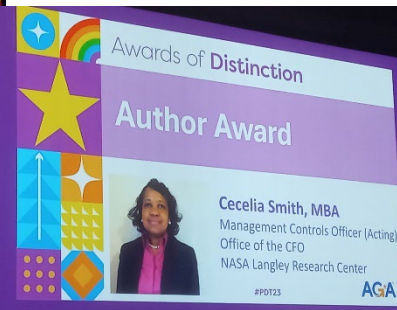 Awards of Distinction
Author Award
Cecelia Smith, MBA
Management Controls Officer (Acting)
Office of the CFO
NASA Langley Research Center
#PDT23
AGA